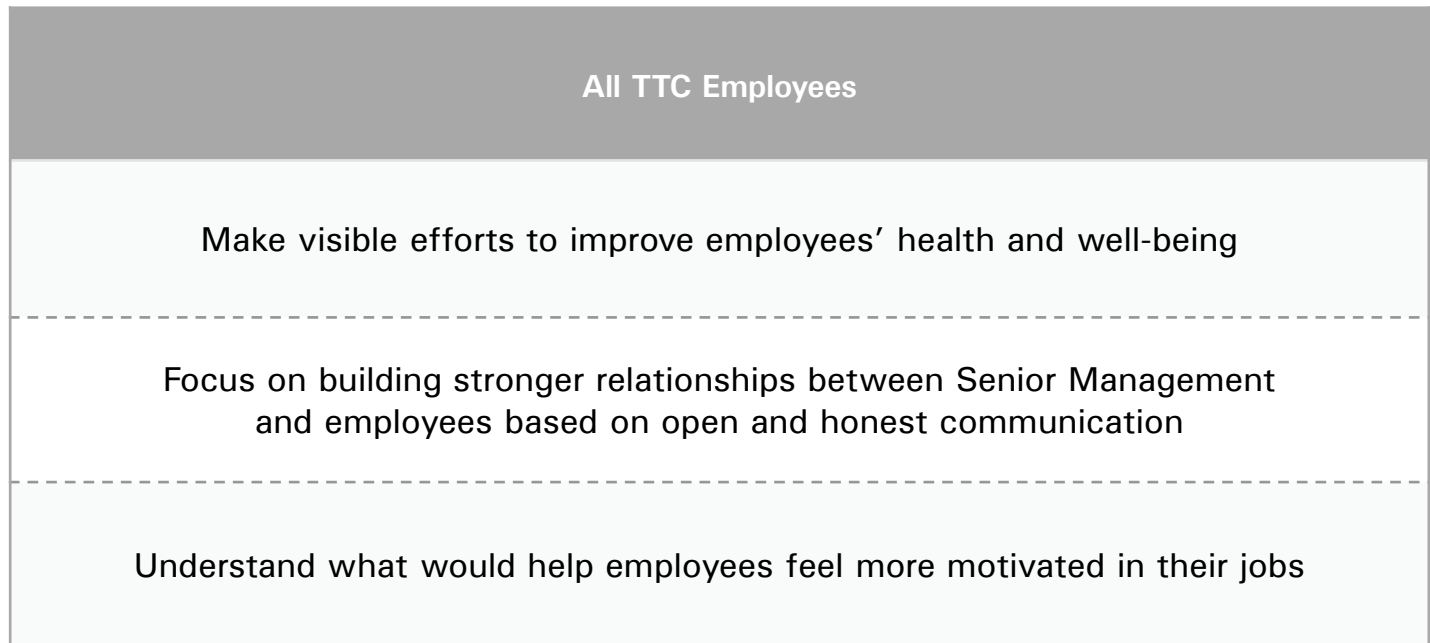 All TTC Employees
Make visible efforts to improve employees’ health and well-being
Focus on building stronger relationships between Senior Management
and employees based on open and honest communication
Understand what would help employees feel more motivated in their jobs